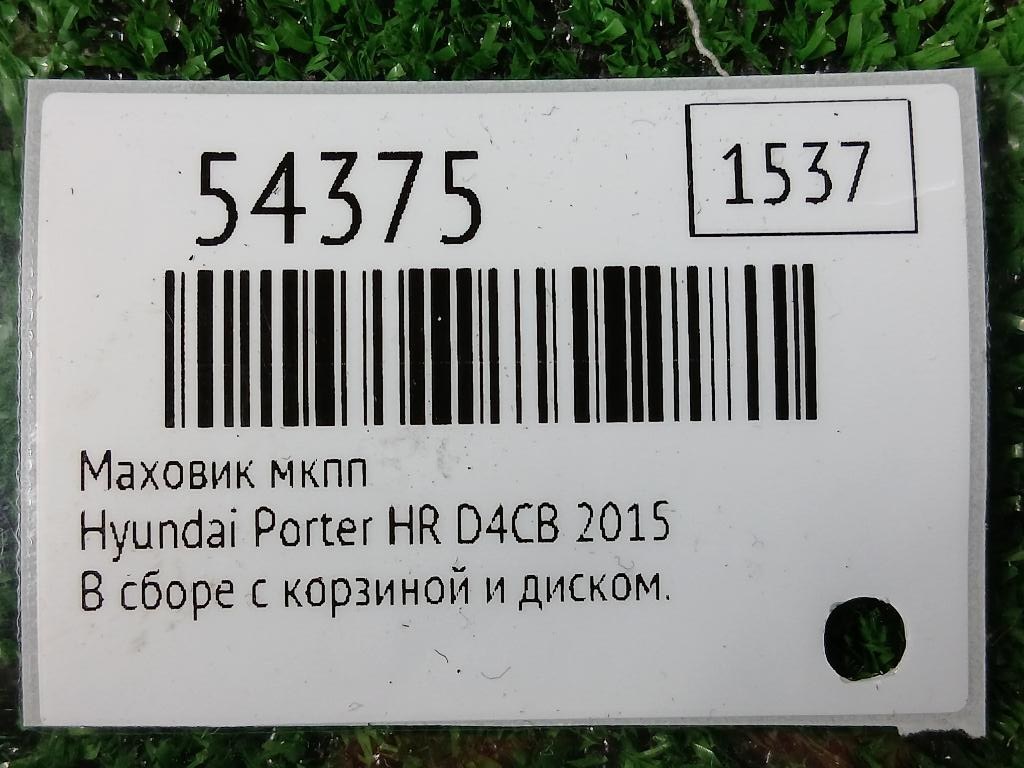 54375
1537
Маховик мкпп
Hyundai Porter HR D4CB 2015
В сборе с корзиной и диском.